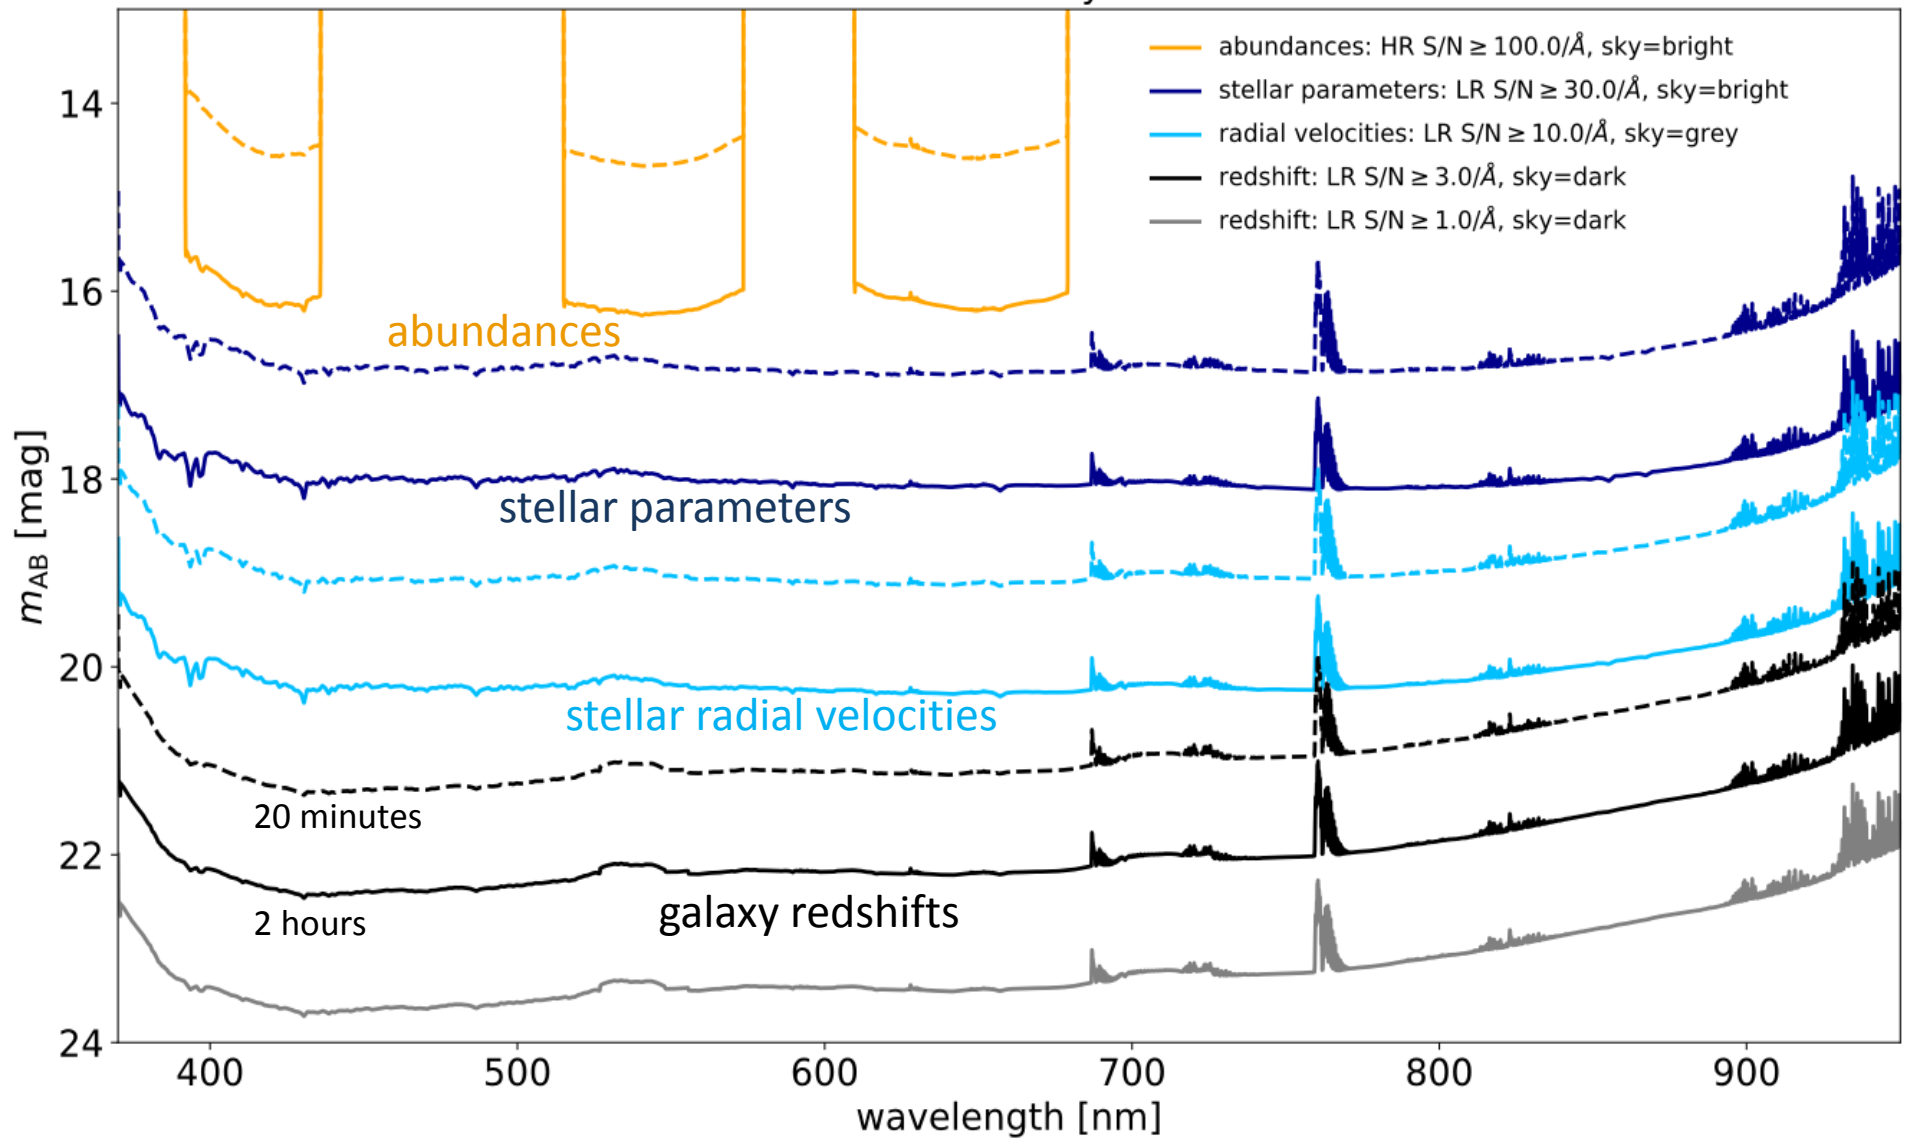 abundances: HR S/N ≥ 100.0/Å, sky=bright
stellar parameters: LR S/N ≥ 30.0/Å, sky=bright
radial velocities: LR S/N ≥ 10.0/Å, sky=grey
redshift: LR S/N ≥ 3.0/Å, sky=dark
redshift: LR S/N ≥ 1.0/Å, sky=dark
14
16
18
20
22
24
m_AB [mag]
abundances
stellar parameters
stellar radial velocities
20 minutes
2 hours
galaxy redshifts
400 500 600 700 800 900
wavelength [nm]